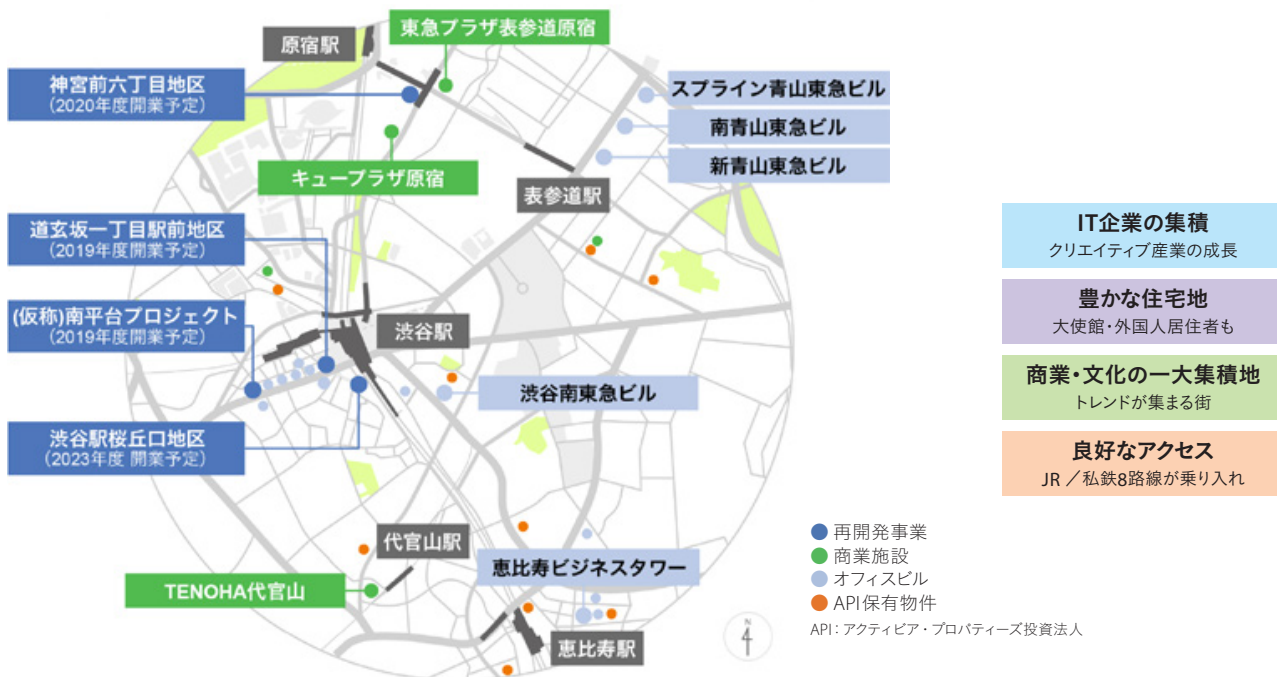 原宿駅
東急プラザ表参道原宿
神宮前六丁目地区
(2020年度開業予定)
スプライン青山東急ビル
南青山東急ビル
新青山東急ビル
キュープラザ原宿
表参道駅
道玄坂一丁目駅前地区
(2019年度開業予定)
(仮称)南平台プロジェクト
(2019年度開業予定)
渋谷駅
渋谷南東急ビル
渋谷駅桜丘口地区
(2023年度 開業予定)
代官山駅
恵比寿ビジネスタワー
TENOHA代官山
恵比寿駅
N
IT企業の集積
クリエイティブ産業の成長
豊かな住宅地
大使館・外国人居住者も
商業・文化の一大集積地
トレンドが集まる街
良好なアクセス
JR／私鉄8路線が乗り入れ
再開発事業
商業施設
オフィスビル
API保有物件
API：アクティビア・プロパティーズ投資法人